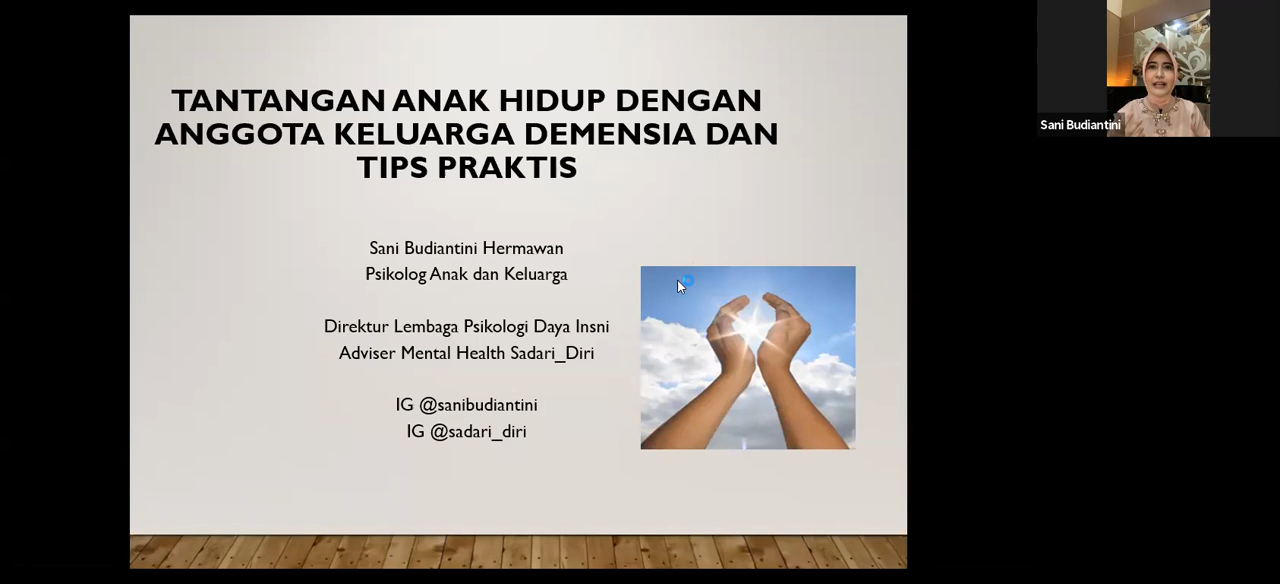 TANTANGAN ANAK HIDUP DENGAN
ANGGOTA KELUARGA DEMENSIA DAN
TIPS PRAKTIS
Sani Budiantini Hermawan
Psikolog Anak dan Keluarga
Direktur Lembaga Psikologi Daya Insni
Adviser Mental Health Sadari_Diri
IG @sanibudiantini
IG @sadari_diri
Sani Budiantini